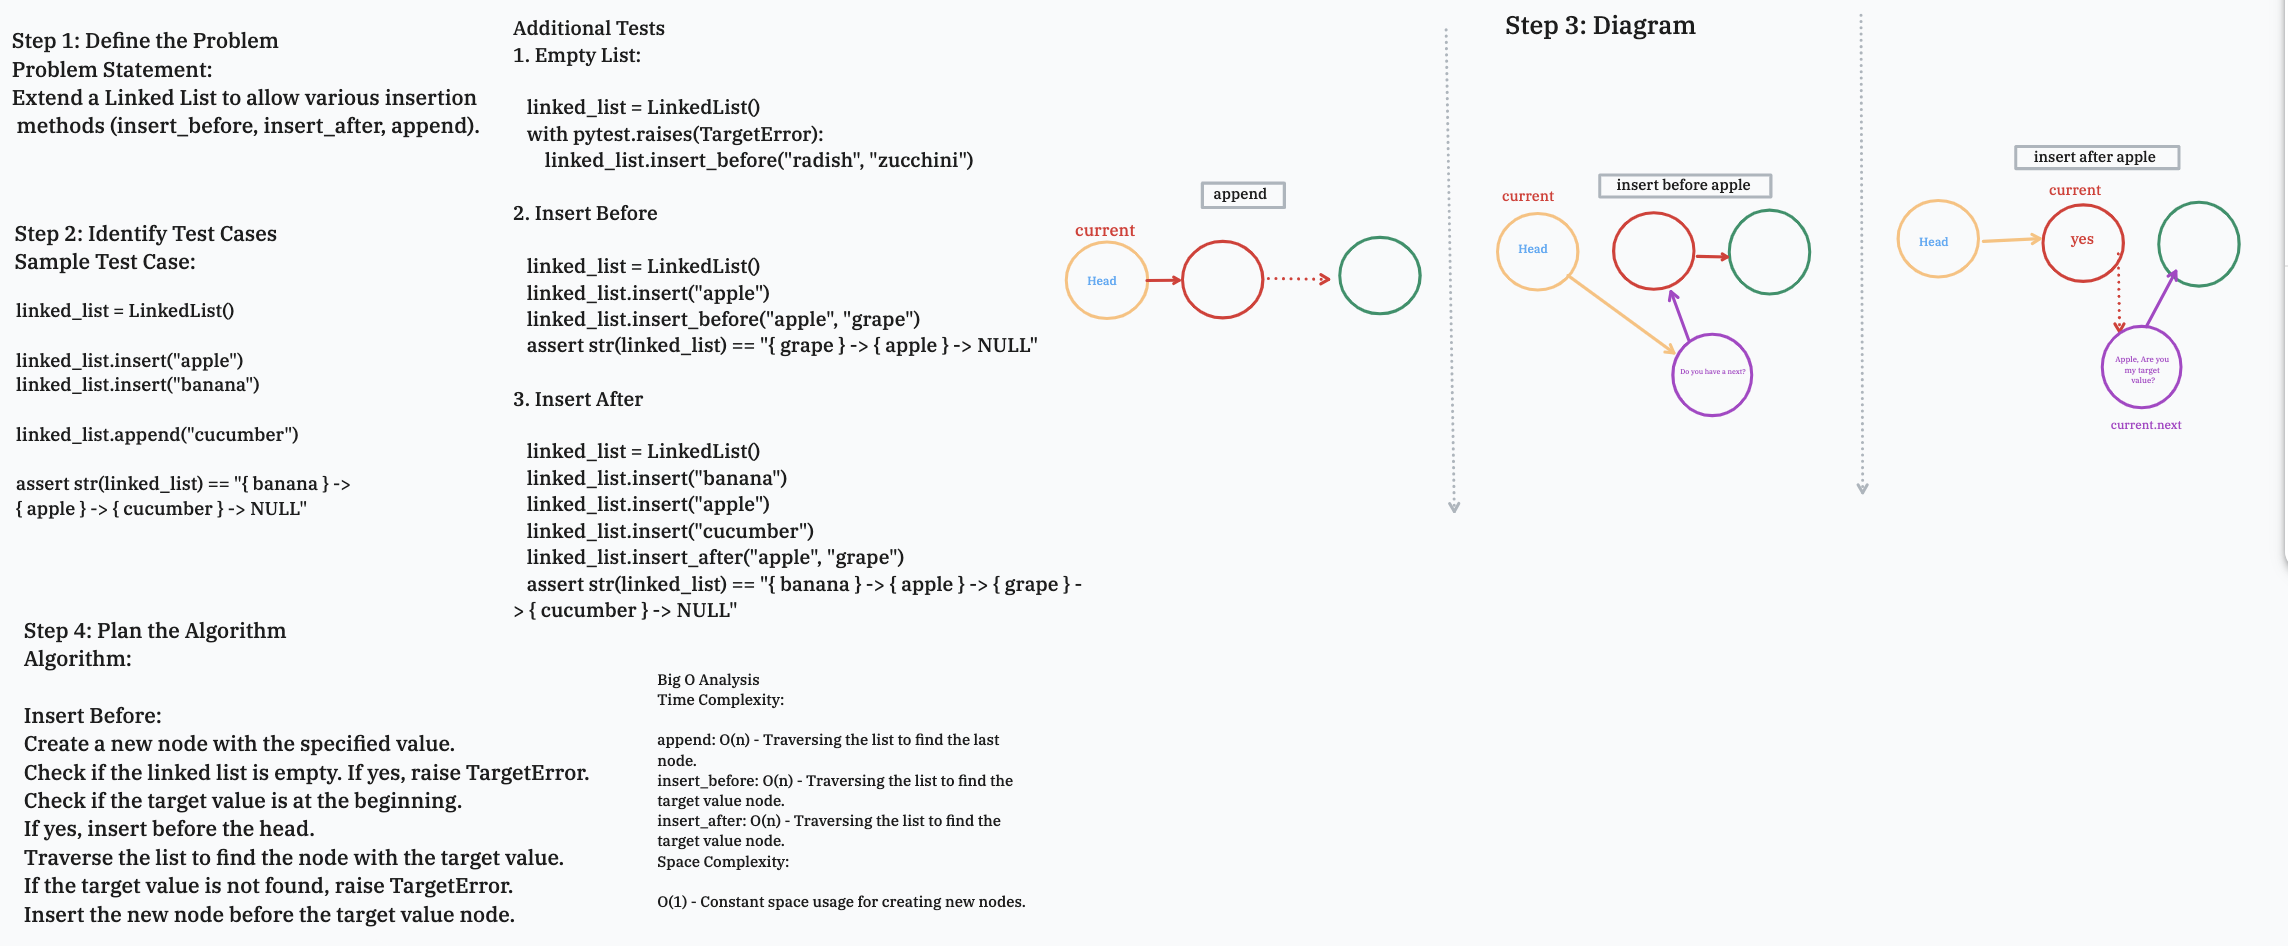 Step 1: Define the Problem
Problem Statement:
Extend a Linked List to allow various insertion
methods (insert_before, insert_after, append).
Step 2: Identify Test Cases
Sample Test Case:
linked_list = LinkedList()
linked_list.insert("apple")
linked_list.insert("banana")
linked_list.append("cucumber")
assert str(linked_list) == "{ banana } ->
{ apple } -> { cucumber } -> NULL"
Additional Tests
1. Empty List:
linked_list = LinkedList()
with pytest.raises(TargetError):
linked_list.insert_before("radish", "zucchini")
2. Insert Before
linked_list = LinkedList()
linked_list.insert("apple")
linked_list.insert_before("apple", "grape")
assert str(linked_list) == "{ grape } -> { apple } -> NULL"
3. Insert After
linked_list = LinkedList()
linked_list.insert("banana")
linked_list.insert("apple")
linked_list.insert("cucumber")
linked_list.insert_after("apple", "grape")
assert str(linked_list) == "{ banana } -> { apple } -> { grape } -
> { cucumber } -> NULL"
Step 3: Diagram
append
current
Head
insert before apple
current
Head
Do you have a next?
insert after apple
current
Head
yes
Apple, Are you
my target
value?
current.next
Step 4: Plan the Algorithm
Algorithm:
Insert Before:
Create a new node with the specified value.
Check if the linked list is empty. If yes, raise TargetError.
Check if the target value is at the beginning.
If yes, insert before the head.
Traverse the list to find the node with the target value.
If the target value is not found, raise TargetError.
Insert the new node before the target value node.
Big O Analysis
Time Complexity:
append: O(n) - Traversing the list to find the last
node.
insert_before: O(n) - Traversing the list to find the
target value node.
insert_after: O(n) - Traversing the list to find the
target value node.
Space Complexity:
O(1) - Constant space usage for creating new nodes.